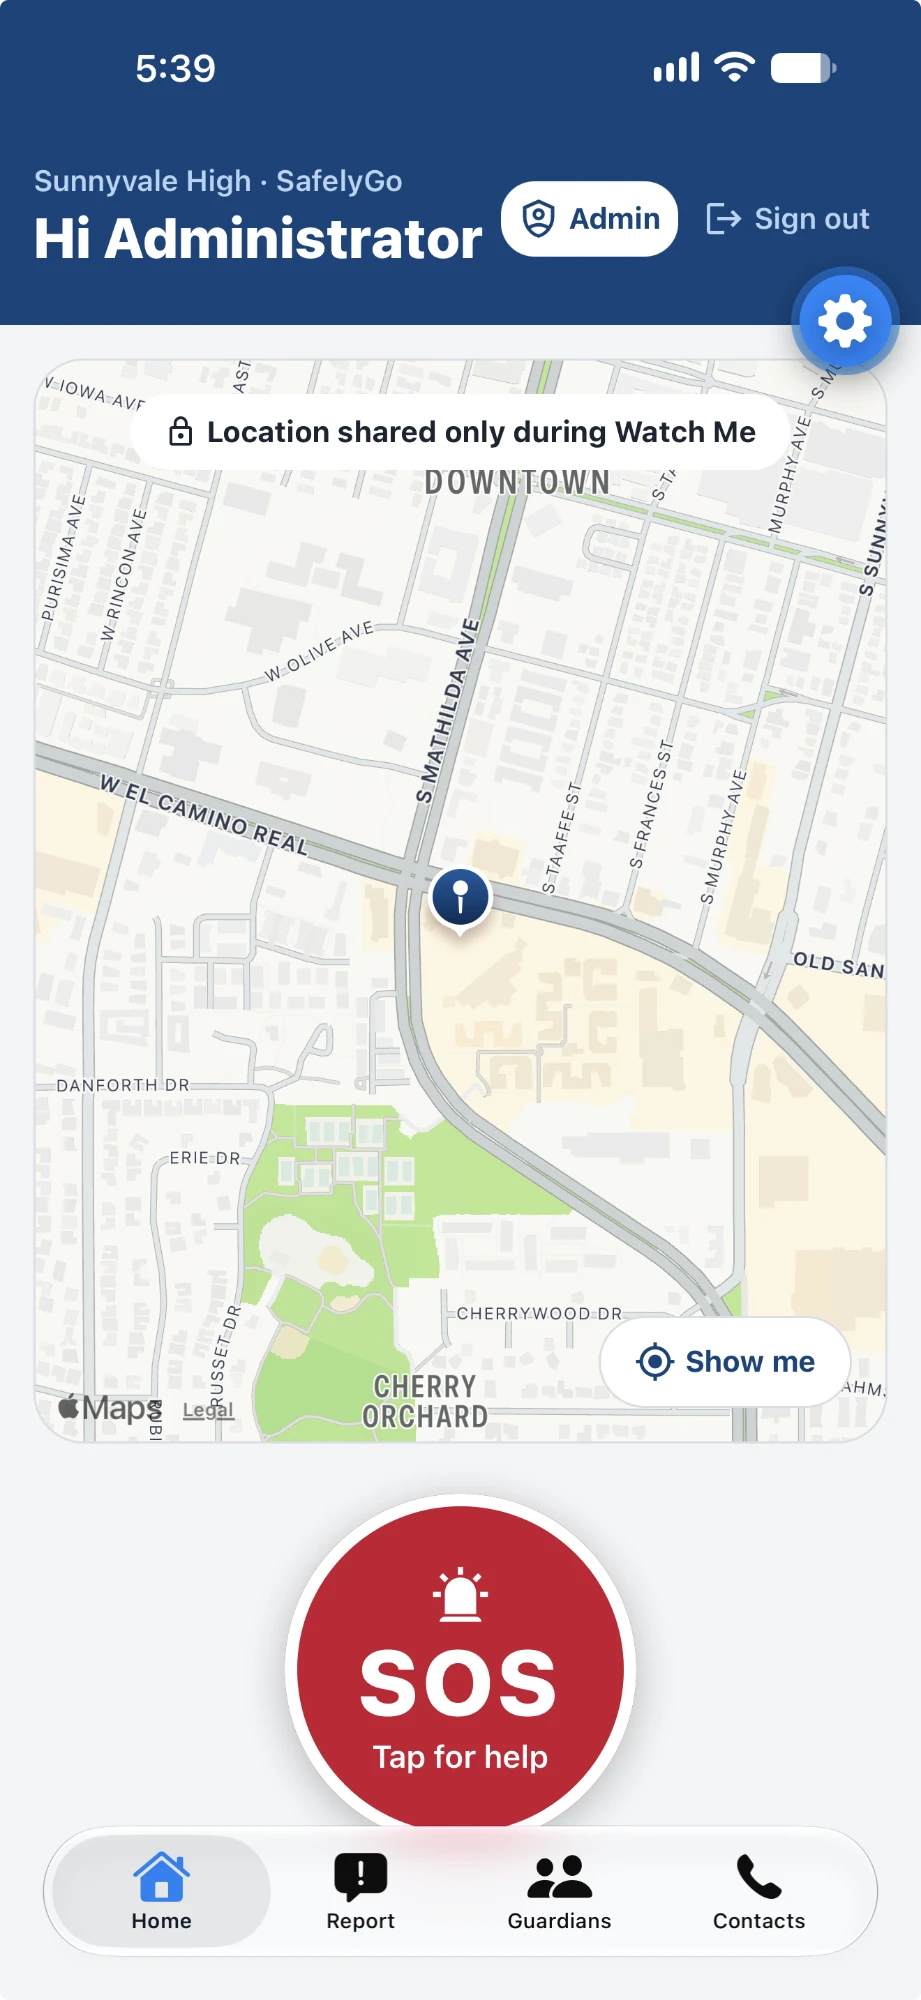 5:39
Sunnyvale High · SafelyGo
Hi Administrator
Admin
Sign out
W IOWA AVE
Location shared only during Watch Me
DOWNTOWN
PURISIMA AVE
W RINCON AVE
S MURPHY AVE
W OLIVE AVE
S MATHILDA AVE
W EL CAMINO REAL
S TAAFFE ST
S FRANCES ST
S MURPHY AVE
OLD SAN
DANFORTH DR
ERIE DR
RUSSET DR
CHERRYWOOD DR
Show me
CHERRY
ORCHARD
Maps
Legal
SOS
Tap for help
Home
Report
Guardians
Contacts